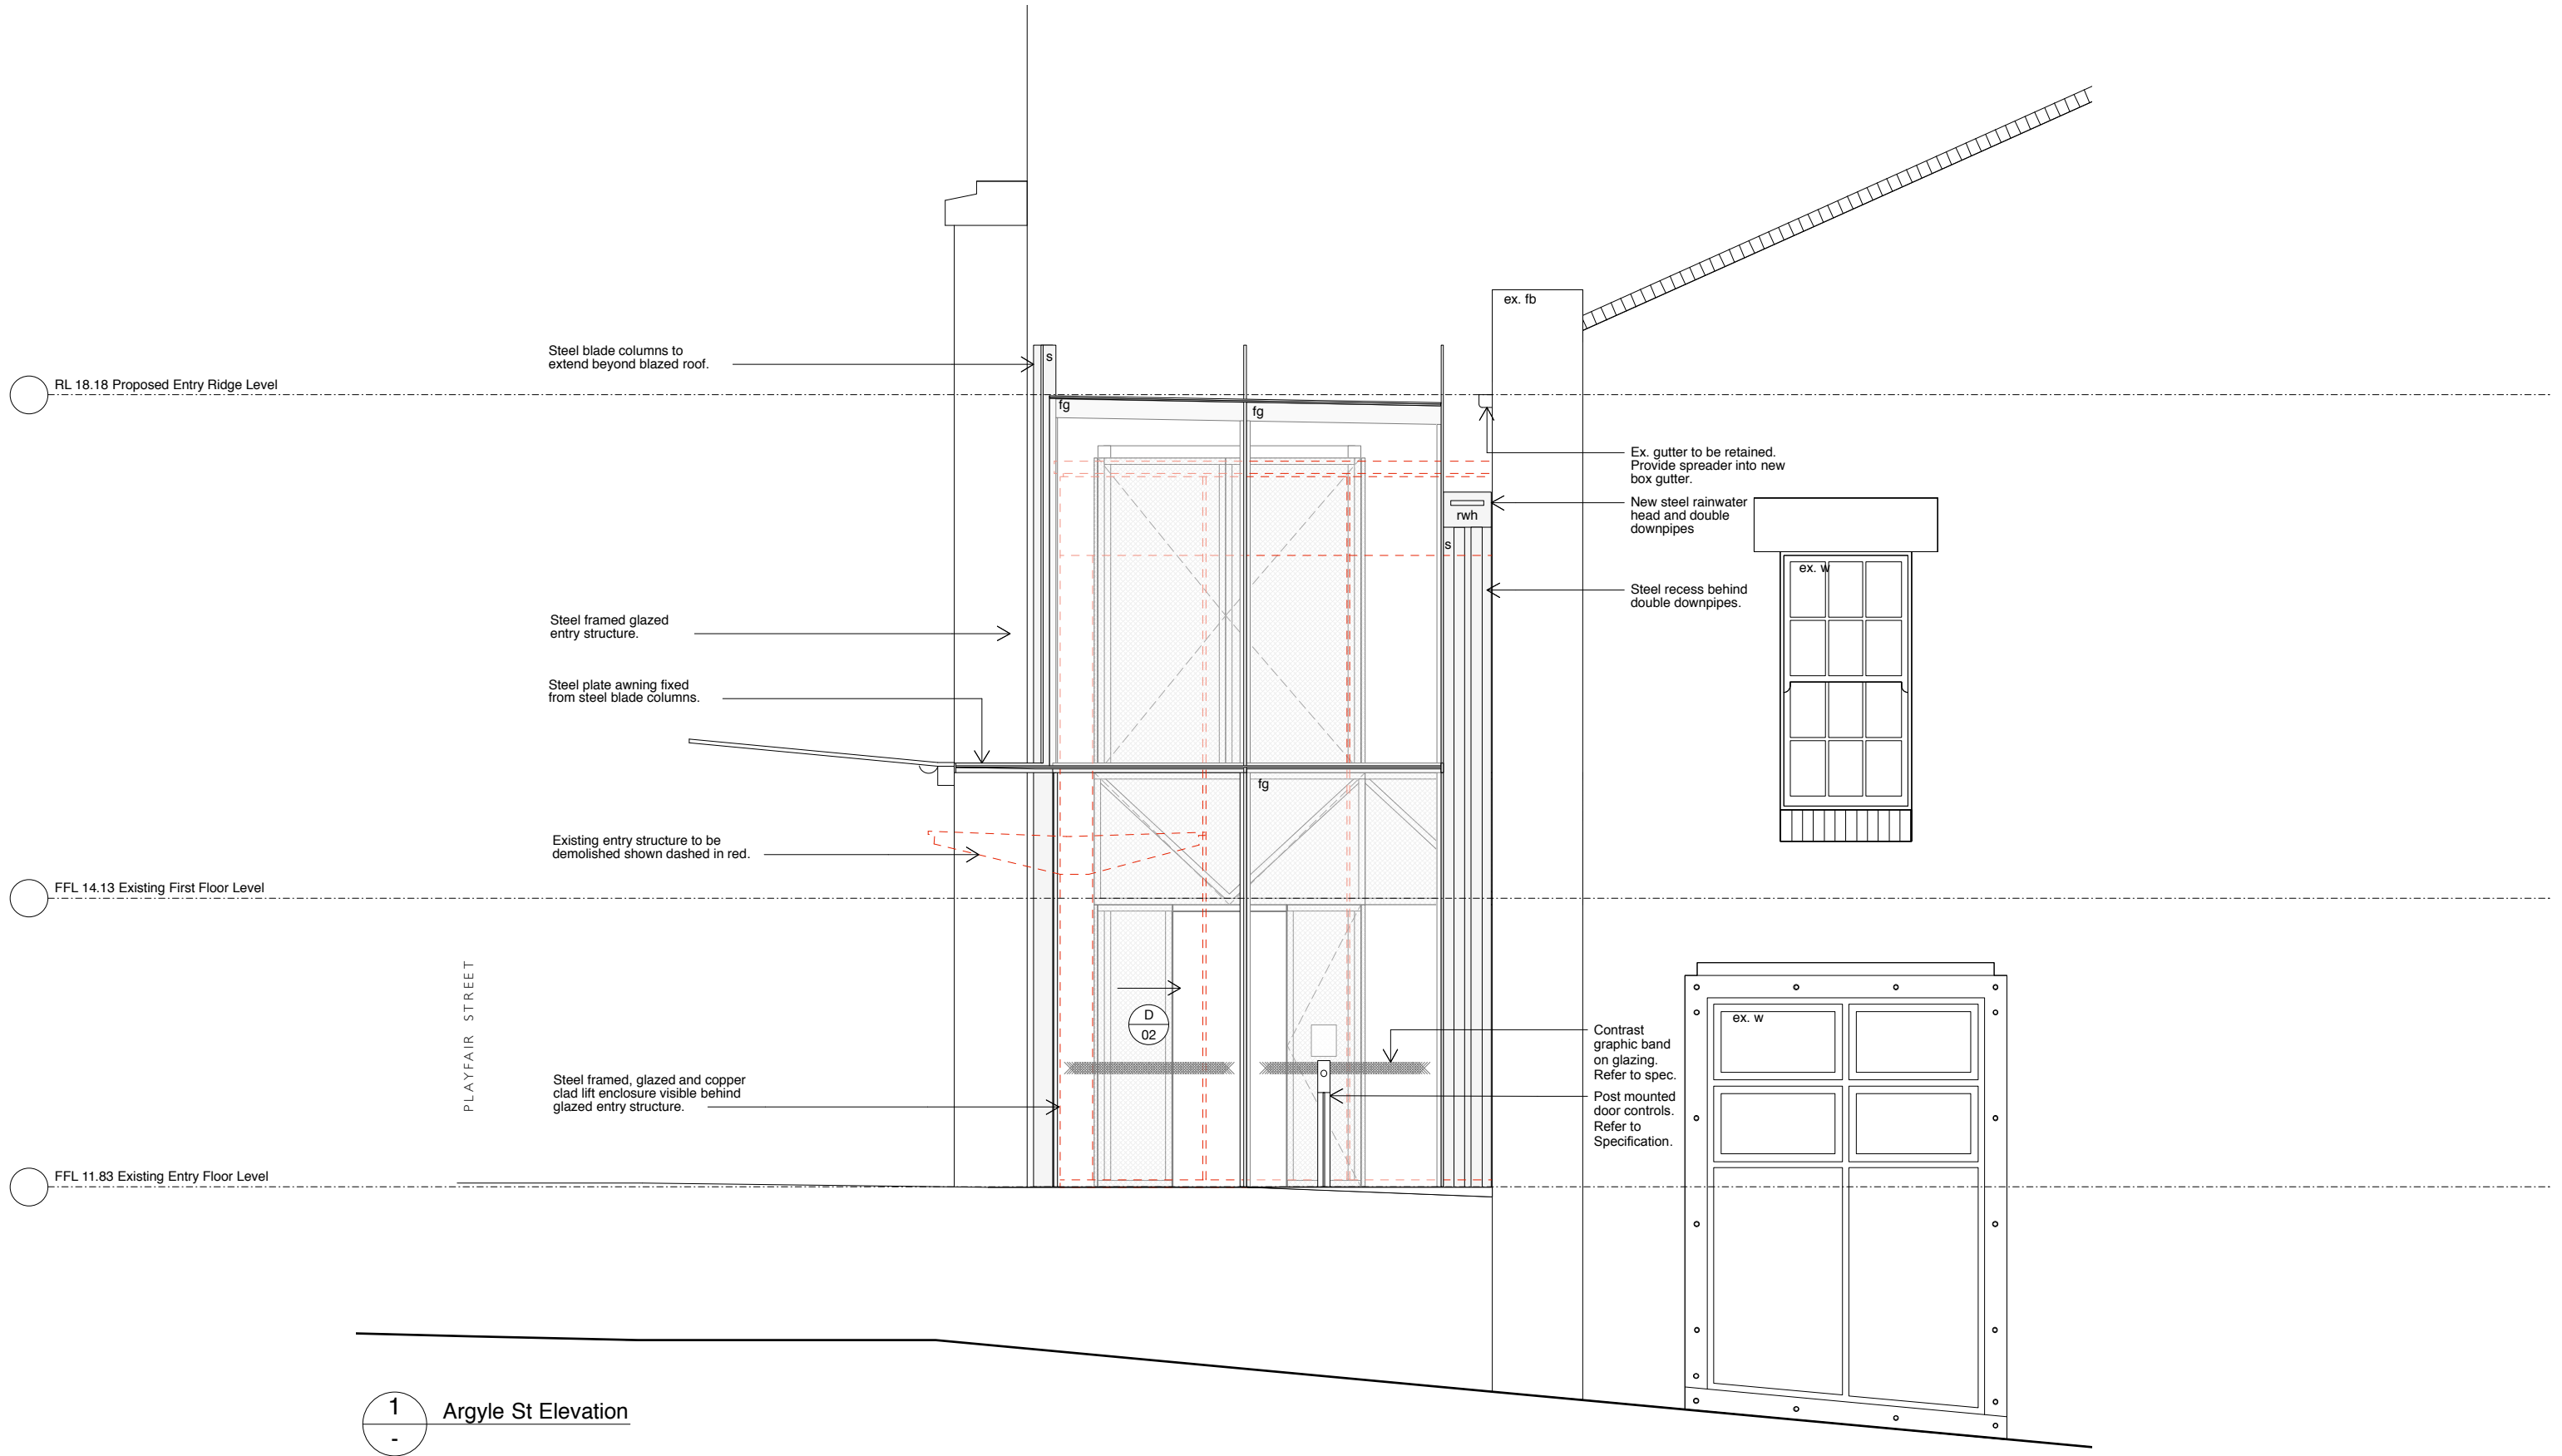 ex. fb
Steel blade columns to
extend beyond blazed roof.
s
RL 18.18 Proposed Entry Ridge Level
fg
fg
Ex. gutter to be retained.
Provide spreader into new
box gutter.
New steel rainwater
head and double
downpipes
rwh
s
ex. w
Steel recess behind
double downpipes.
Steel framed glazed
entry structure.
Steel plate awning fixed
from steel blade columns.
fg
Existing entry structure to be
demolished shown dashed in red.
FFL 14.13 Existing First Floor Level
PLAYFAIR STREET
D
02
ex. w
Contrast
graphic band
on glazing.
Refer to spec.
Steel framed, glazed and copper
clad lift enclosure visible behind
glazed entry structure.
Post mounted
door controls.
Refer to
Specification.
FFL 11.83 Existing Entry Floor Level
1
-
Argyle St Elevation